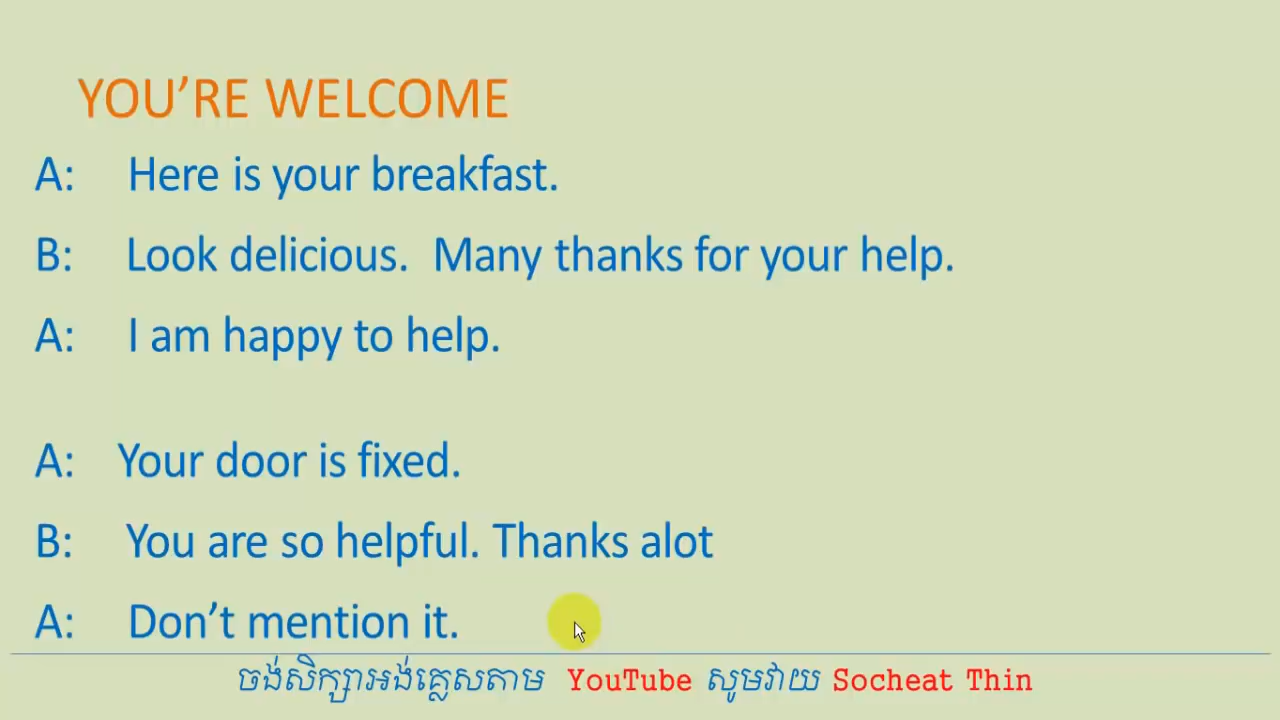 YOU’RE WELCOME
A: Here is your breakfast.
B: Look delicious. Many thanks for your help.
A: I am happy to help.
A: Your door is fixed.
B: You are so helpful. Thanks alot
A: Don’t mention it.
ចង់សិក្សាអង់គ្លេសតាម YouTube សូមវាយ Socheat Thin